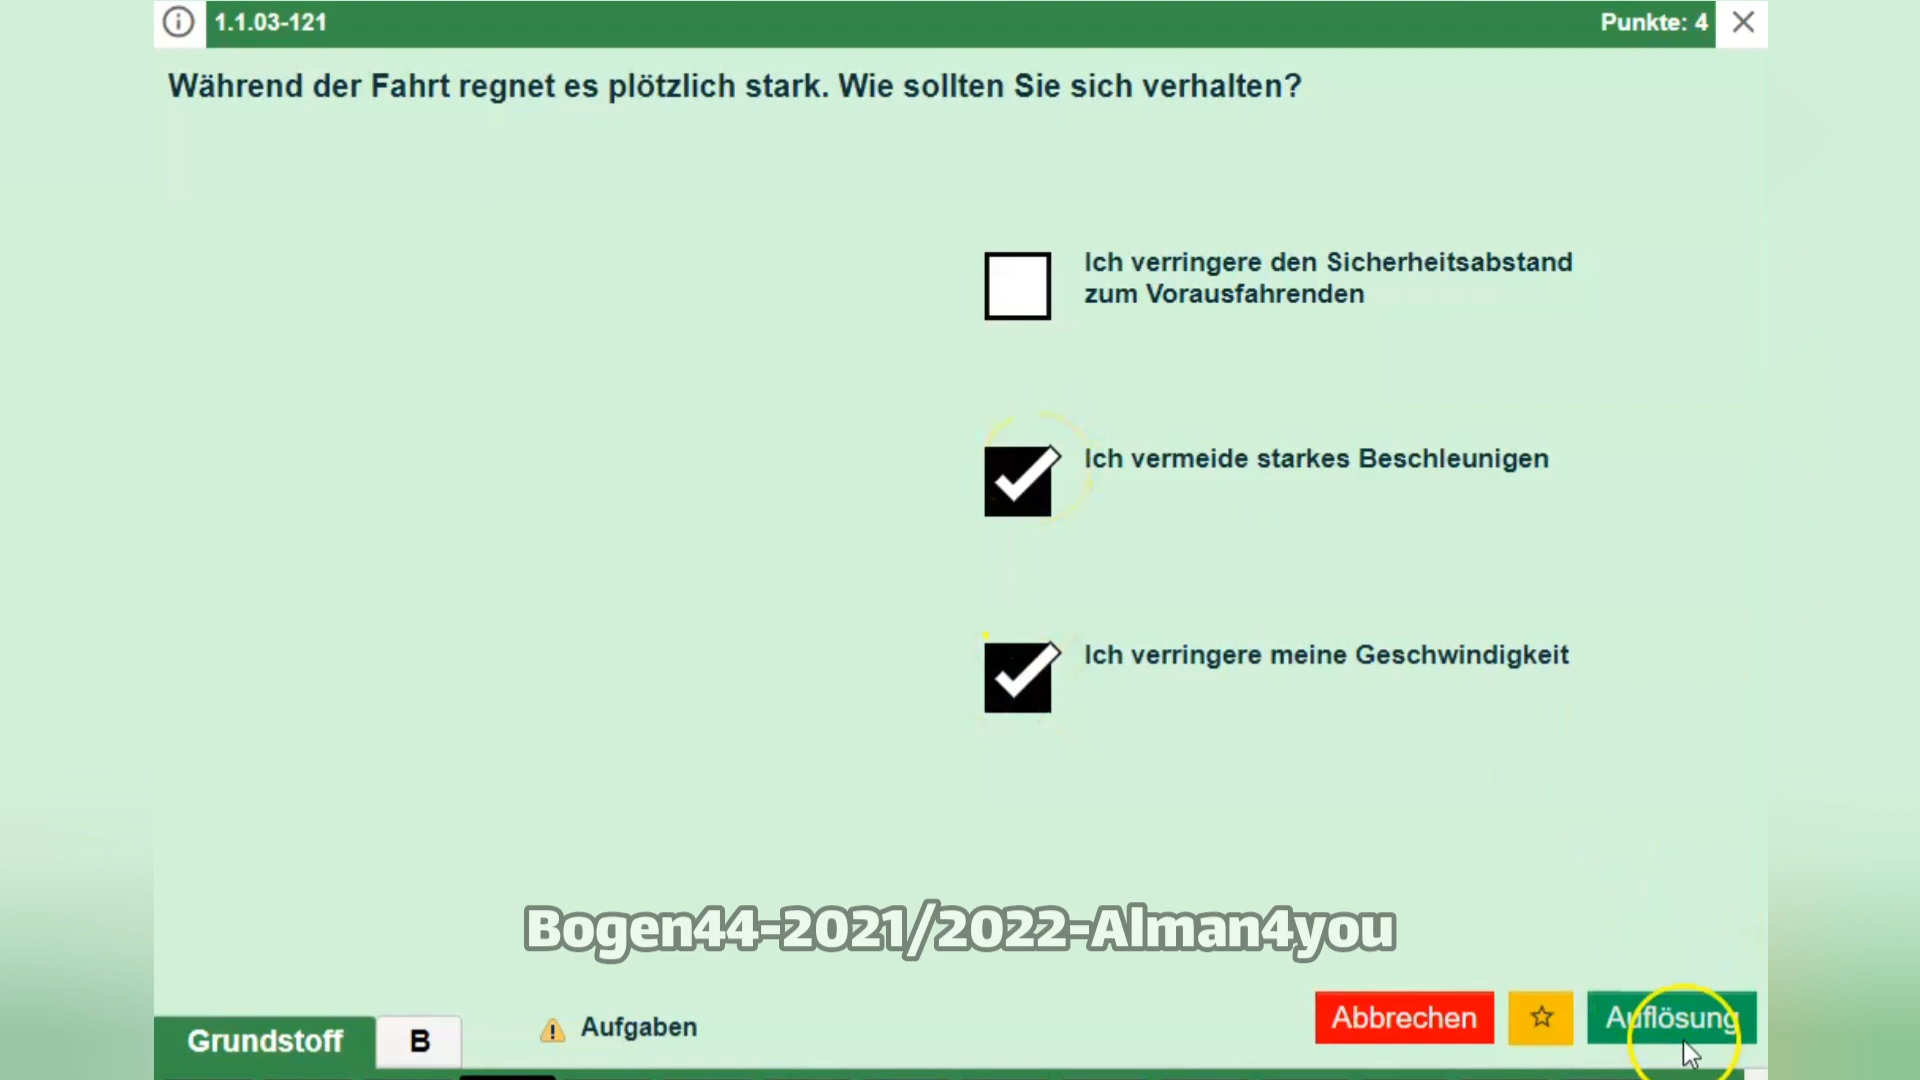 1.1.03-121
Punkte: 4
Während der Fahrt regnet es plötzlich stark. Wie sollten Sie sich verhalten?
Ich verringere den Sicherheitsabstand
zum Vorausfahrenden
Ich vermeide starkes Beschleunigen
Ich verringere meine Geschwindigkeit
Bogen44-2021/2022-Alman4you
Abbrechen
Auflösung
Grundstoff
B
Aufgaben